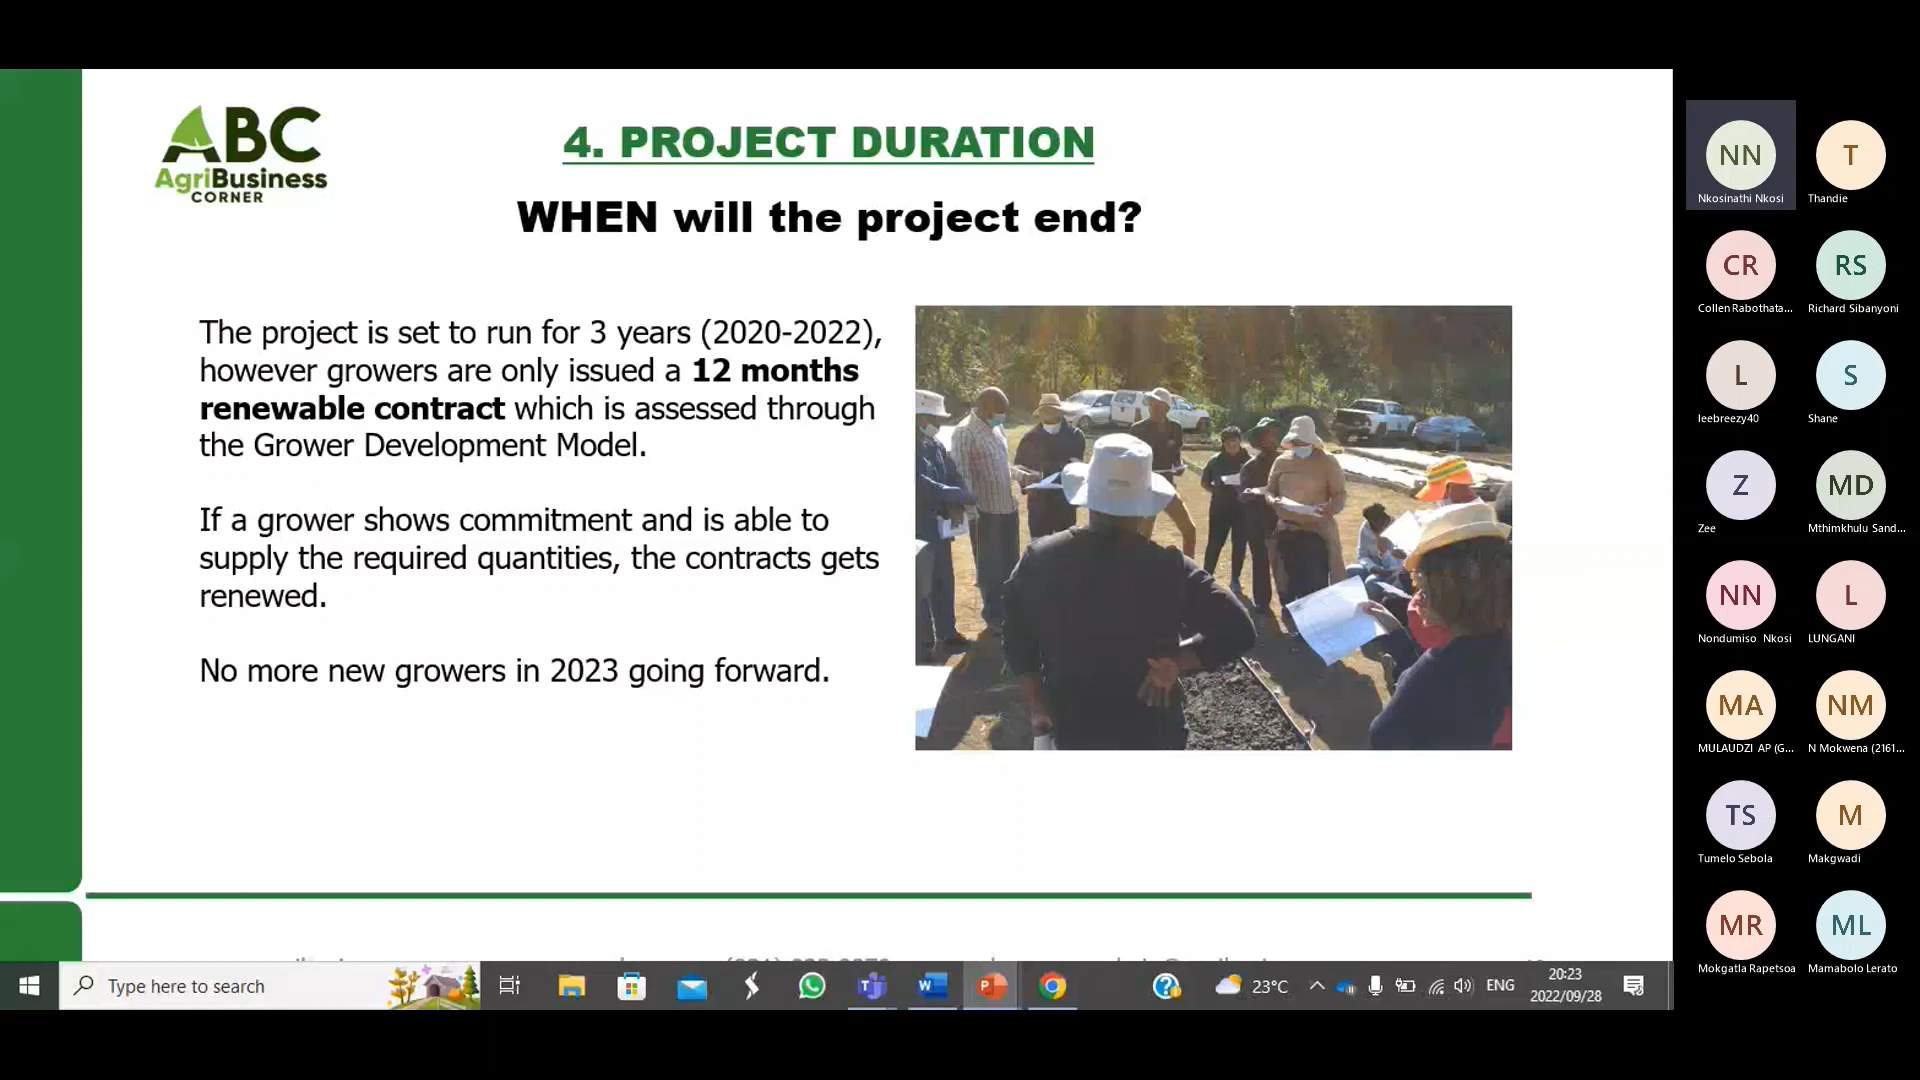 ABC
AgriBusiness
CORNER
4. PROJECT DURATION
WHEN will the project end?
The project is set to run for 3 years (2020-2022),
however growers are only issued a 12 months
renewable contract which is assessed through
the Grower Development Model.
If a grower shows commitment and is able to
supply the required quantities, the contracts gets
renewed.
No more new growers in 2023 going forward.
NN
Nkosinathi Nkosi
T
Thandie
CR
Collen Rabothata...
RS
Richard Sibanyoni
L
leebreezy40
S
Shane
Z
Zee
MD
Mthimkhulu Sand...
NN
Nondumiso Nkosi
L
LUNGANI
MA
MULAUDZI AP (G...
NM
N Mokwena (2161...
TS
Tumelo Sebola
M
Makgwadi
MR
Mokgatla Rapetsoa
ML
Mamabolo Lerato
Type here to search
23°C
ENG
20:23
2022/09/28